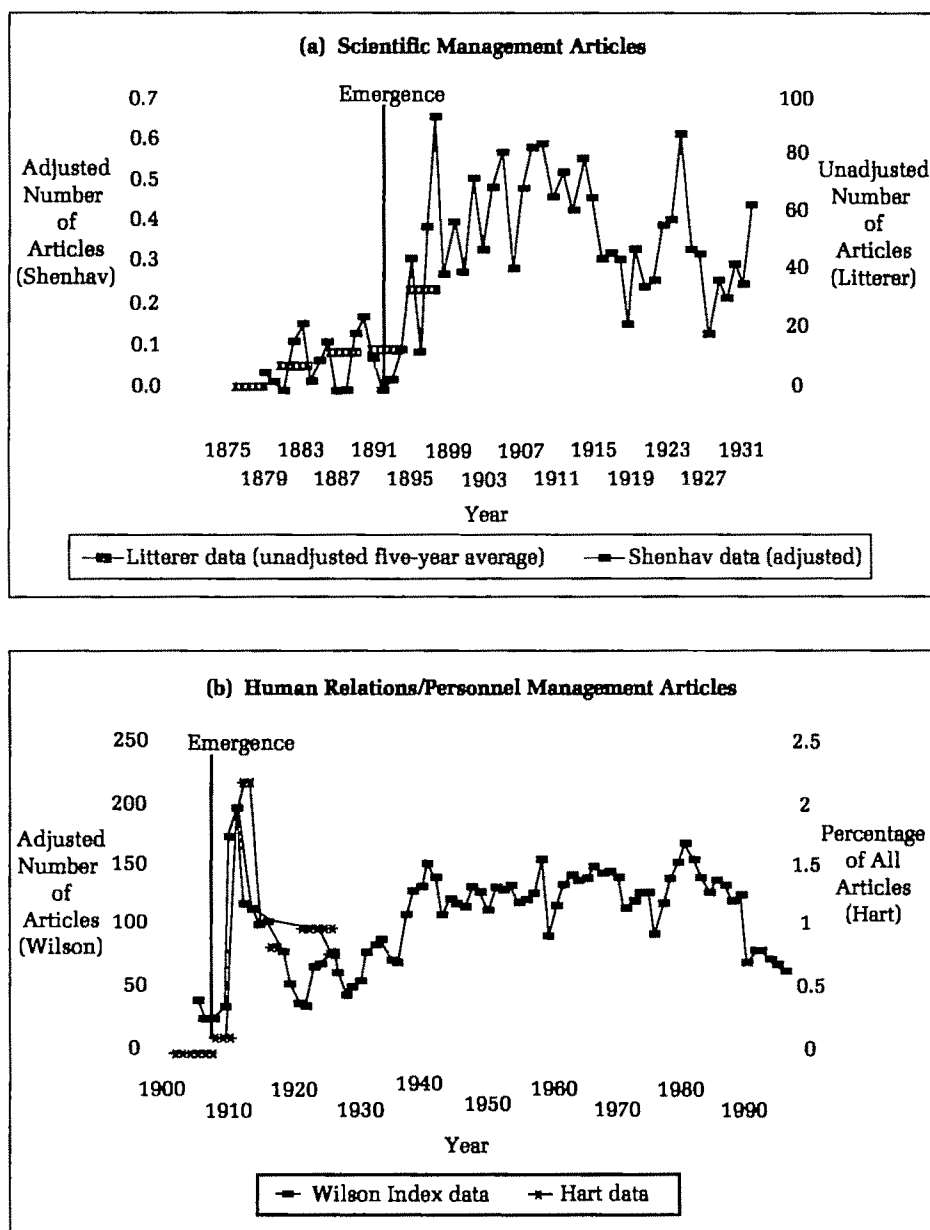 (a) Scientific Management Articles
Emergence
Adjusted
Number
of
Articles
(Shenhav)
0.7
0.6
0.5
0.4
0.3
0.2
0.1
0.0
100
80
60
40
20
0
Unadjusted
Number
of
Articles
(Litterer)
1875 1883 1891 1899 1907 1915 1923 1931
1879 1887 1895 1903 1911 1919 1927
Year
Litterer data (unadjusted five-year average) Shenhav data (adjusted)
(b) Human Relations/Personnel Management Articles
Emergence
Adjusted
Number
of
Articles
(Wilson)
250
200
150
100
50
0
2.5
2
1.5
1
0.5
0
Percentage
of All
Articles
(Hart)
1900 1920 1940 1960 1980
1910 1930 1950 1970 1990
Year
Wilson Index data Hart data